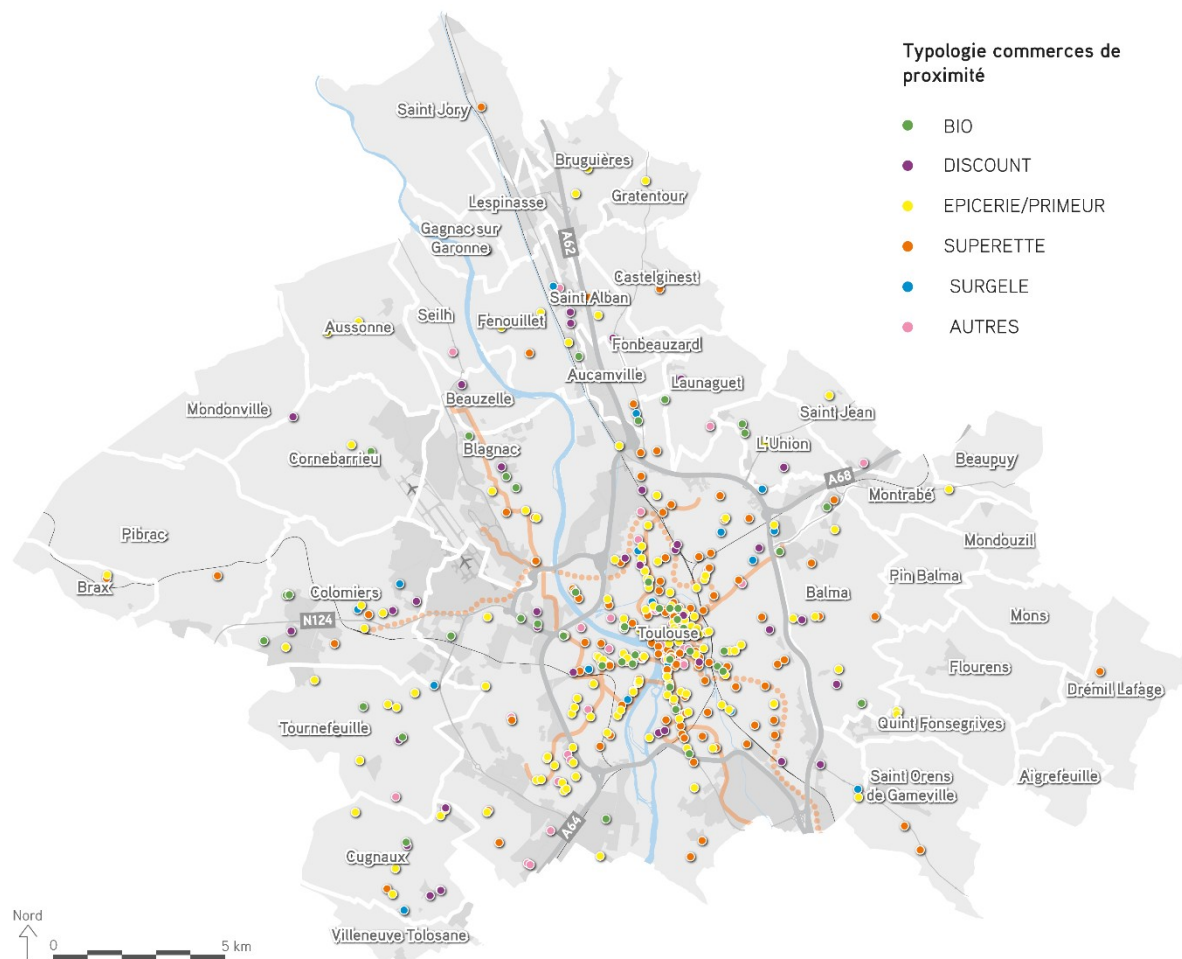 Typologie commerces de
proximité
BIO
DISCOUNT
EPICERIE/PRIMEUR
SUPERETTE
SURGELE
AUTRES
Saint Jory
Bruguières
Gratentour
Lespinasse
Gagnac sur
Garonne
A62
Castelginest
Saint Alban
Seilh
Fenouillet
Aussonne
Fonbeauzard
Aucamville
Launaguet
Beauzelle
Mondonville
Saint Jean
L'Union
Blagnac
Cornebarrieu
Beaupuy
A68
Montrabé
Pibrac
Mondouzil
Pin Balma
Brax
Colomiers
Balma
N124
Mons
Toulouse
Flourens
Drémil Lafage
Tournefeuille
Quint Fonsegrives
Saint Orens
de Gameville
Aigrefeuille
A64
Cugnaux
Villeneuve Tolosane
Nord
0
5 km